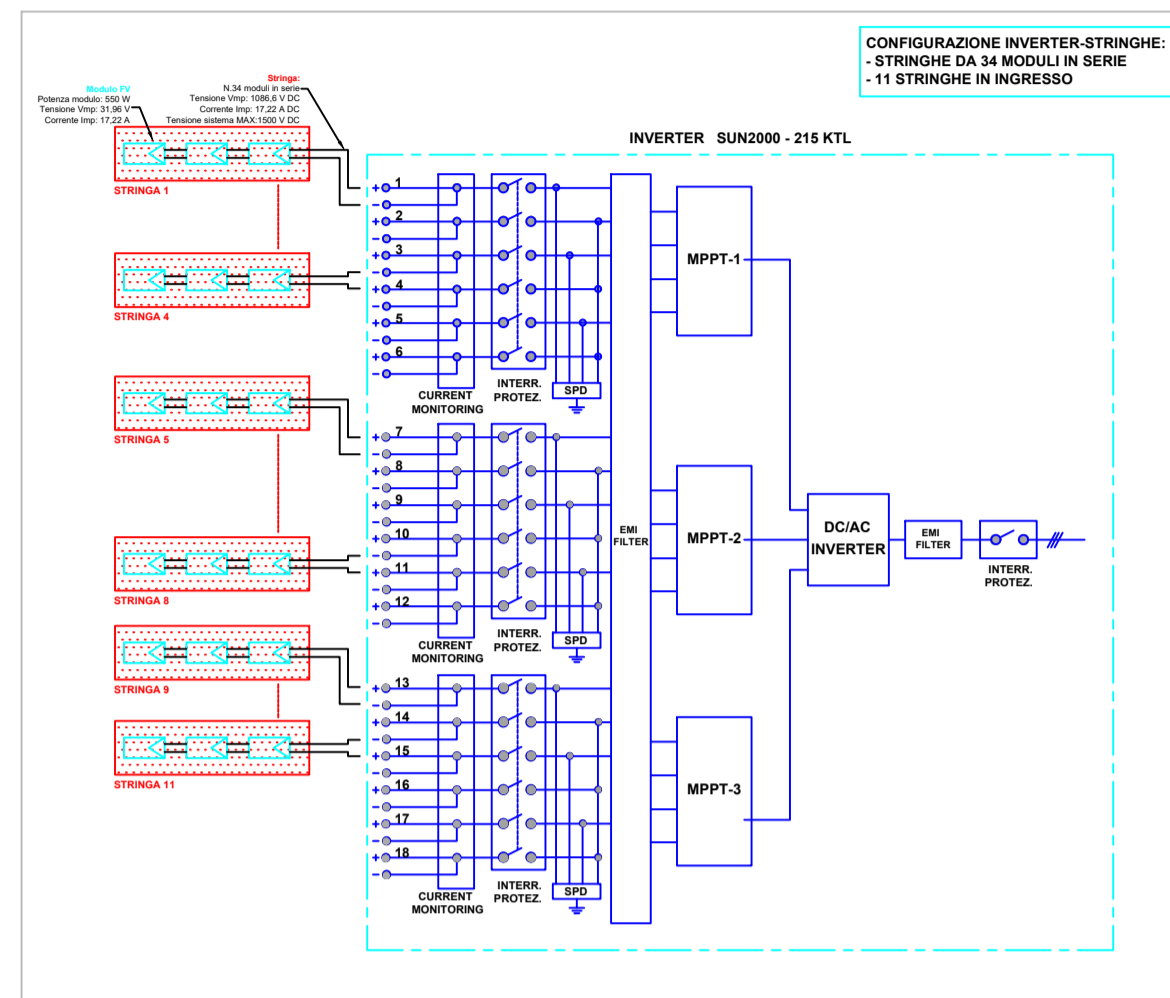 CONFIGURAZIONE INVERTER-STRINGHE:
- STRINGHE DA 34 MODULI IN SERIE
- 11 STRINGHE IN INGRESSO
Modulo FV
Potenza modulo: 550 W
Tensione Vmp: 31,96 V
Corrente Imp: 17,22 A
Stringa:
N.34 moduli in serie
Tensione Vmp: 1086,6 V DC
Corrente Imp: 17,22 A DC
Tensione sistema MAX:1500 V DC
INVERTER SUN2000 - 215 KTL
STRINGA 1
STRINGA 4
STRINGA 5
STRINGA 8
STRINGA 9
STRINGA 11
+ 1
-
+ 2
-
+ 3
-
+ 4
-
+ 5
-
+ 6
-
CURRENT
MONITORING
INTERR.
PROTEZ.
SPD
+ 7
-
+ 8
-
+ 9
-
+ 10
-
+ 11
-
+ 12
-
CURRENT
MONITORING
INTERR.
PROTEZ.
SPD
+ 13
-
+ 14
-
+ 15
-
+ 16
-
+ 17
-
+ 18
-
CURRENT
MONITORING
INTERR.
PROTEZ.
SPD
EMI
FILTER
MPPT-1
MPPT-2
MPPT-3
DC/AC
INVERTER
EMI
FILTER
INTERR.
PROTEZ.